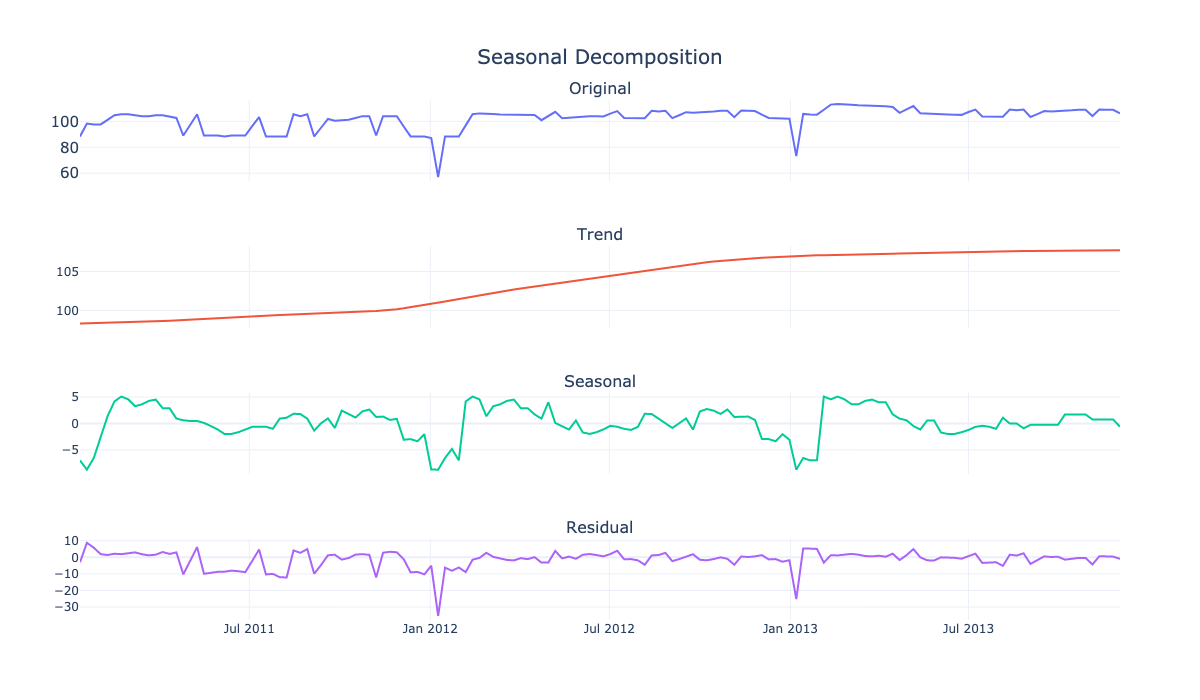 Seasonal Decomposition
Original
100
80
60
Trend
105
100
Seasonal
5
0
−5
Residual
10
0
−10
−20
−30
Jul 2011 Jan 2012 Jul 2012 Jan 2013 Jul 2013